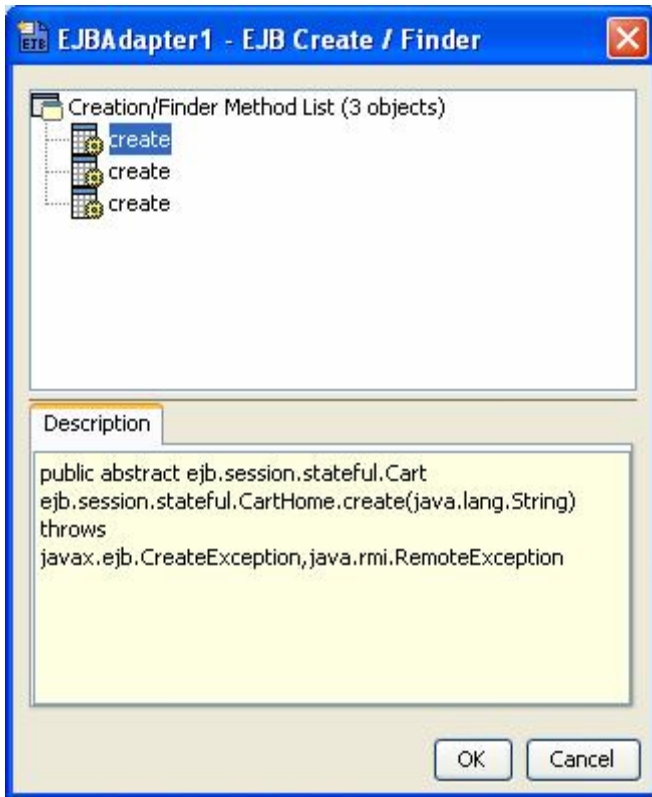 EJBAdapter1 - EJB Create / Finder
Creation/Finder Method List (3 objects)
create
create
create
Description
public abstract ejb.session.stateful.Cart
ejb.session.stateful.CartHome.create(java.lang.String)
throws
javax.ejb.CreateException,java.rmi.RemoteException
OK Cancel